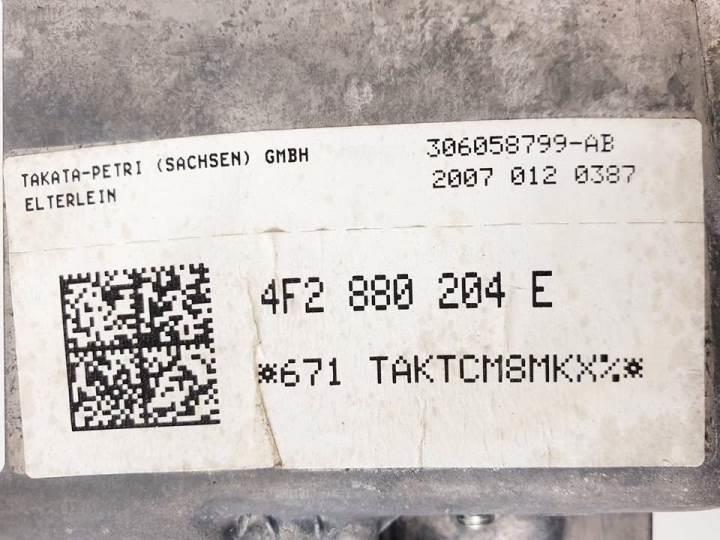 TAKATA-PETRI (SACHSEN) GMBH
ELTERLEIN
306058799-AB
2007 012 0387
4F2 880 204 E
*671 TAKTCM8MKX%*